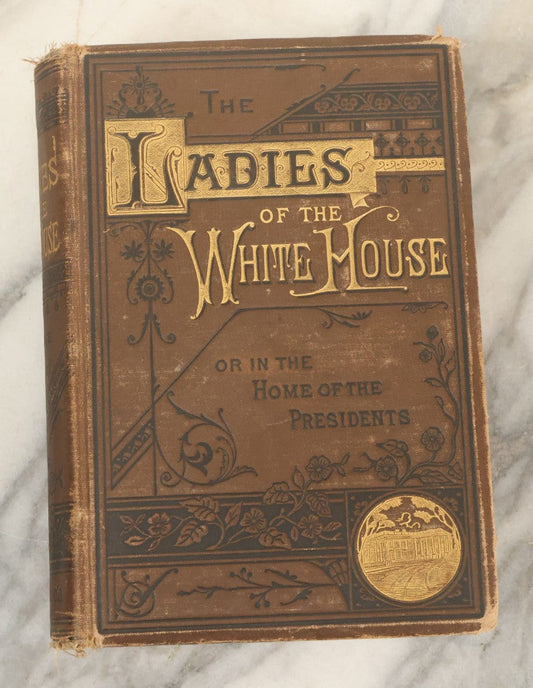 THE
LADIES
OF THE
WHITE HOUSE
OR IN THE
HOME OF THE
PRESIDENTS